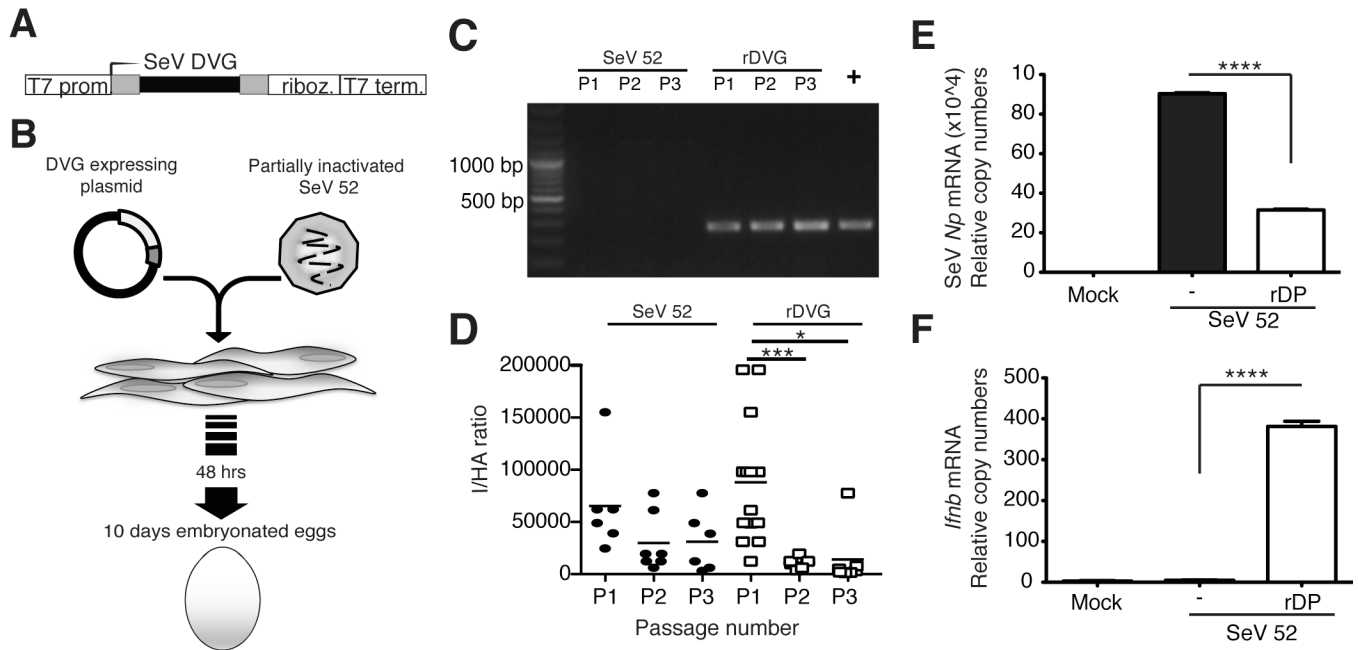 A
SeV DVG
T7 prom. riboz. T7 term.
B
DVG expressing
plasmid
Partially inactivated
SeV 52
48 hrs
10 days embryonated eggs
C
SeV 52 rDVG
P1 P2 P3 P1 P2 P3 +
1000 bp
500 bp
D
SeV 52 rDVG
*
***
I/HA ratio
200000
150000
100000
50000
0
P1 P2 P3 P1 P2 P3
Passage number
E
****
SeV Np mRNA (x10^4)
Relative copy numbers
10
80
60
40
20
0
Mock - rDP
SeV 52
F
****
Ifnb mRNA
Relative copy numbers
500
400
300
200
100
0
Mock - rDP
SeV 52